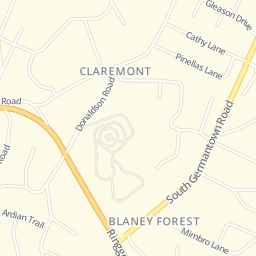 Gleason Drive
Cathy Lane
Pinellas Lane
CLAREMONT
Donaldson Road
Road
South Germantown Road
Road
Ardian Trail
BLANEY FOREST
Mimbro Lane